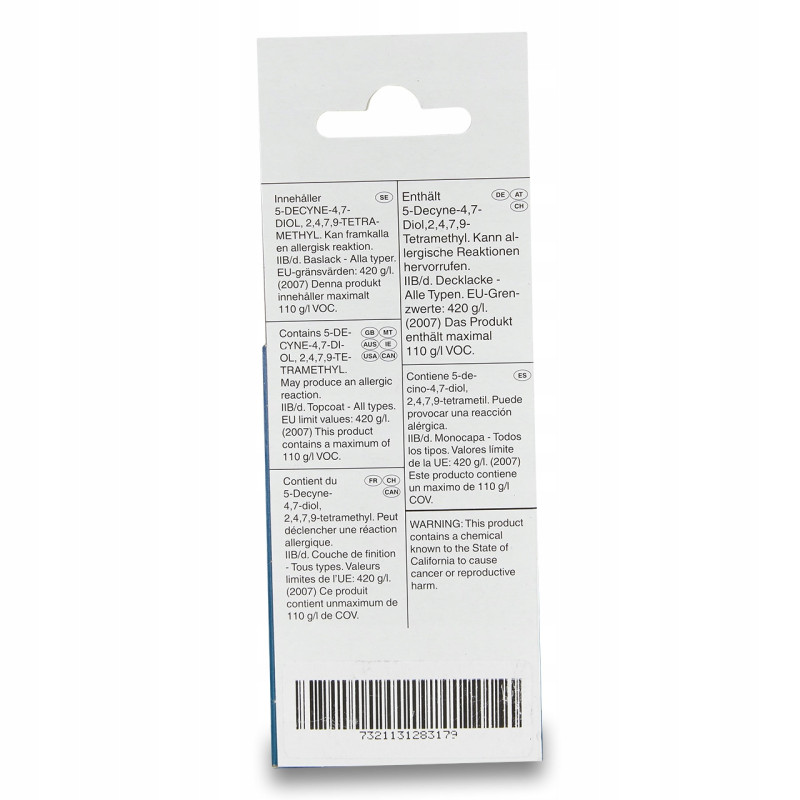 Innehåller SE
5-DECYNE-4,7-
DIOL, 2,4,7,9-TETRA-
METHYL. Kan framkalla
en allergisk reaktion.
IIB/d. Baslack - Alla typer.
EU-gränsvärden: 420 g/l.
(2007) Denna produkt
innehåller maximalt
110 g/l VOC.
Contains 5-DE- GB MT
CYNE-4,7-DI- AUS IE
OL, 2,4,7,9-TE- USA CAN
TRAMETHYL.
May produce an allergic
reaction.
IIB/d. Topcoat - All types.
EU limit values: 420 g/l.
(2007) This product
contains a maximum of
110 g/l VOC.
Contient du FR CH
5-Decyne- CAN
4,7-diol,
2,4,7,9-tetramethyl. Peut
déclencher une réaction
allergique.
IIB/d. Couche de finition
- Tous types. Valeurs
limites de l'UE: 420 g/l.
(2007) Ce produit
contient unmaximum de
110 g/l de COV.
Enthält DE AT
5-Decyne-4,7- CH
Diol,2,4,7,9-
Tetramethyl. Kann al-
lergische Reaktionen
hervorrufen.
IIB/d. Decklacke -
Alle Typen. EU-Gren-
zwerte: 420 g/l.
(2007) Das Produkt
enthält maximal
110 g/l VOC.
Contiene 5-de- ES
cino-4,7-diol,
2,4,7,9-tetrametil. Puede
provocar una reacción
alérgica.
IIB/d. Monocapa - Todos
los tipos. Valores límite
de la UE: 420 g/l. (2007)
Este producto contiene
un maximo de 110 g/l
COV.
WARNING: This product
contains a chemical
known to the State of
California to cause
cancer or reproductive
harm.
7321131283179